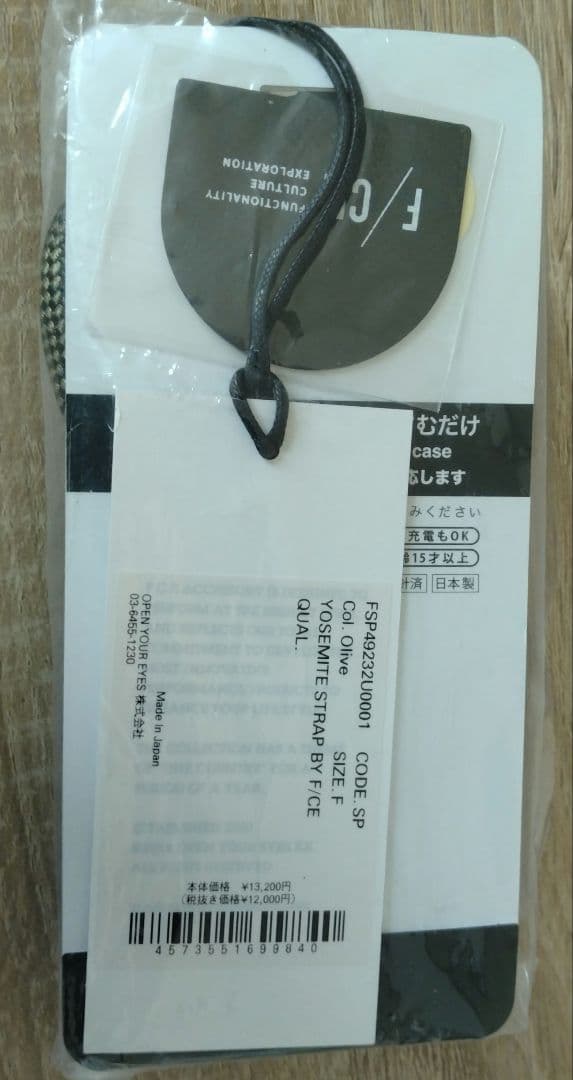 F/CE
FUNCTIONALITY
CULTURE
EXPLORATION
むだけ
case
応します
みください
充電もOK
齢15才以上
計済 日本製
FSP49232U0001 CODE. SP
Col. Olive SIZE. F
YOSEMITE STRAP BY F/CE
QUAL.
Made In Japan
OPEN YOUR EYES 株式会社
03-6455-1230
本体価格 ¥13,200円
(税抜き価格¥12,000円)
4573551699840